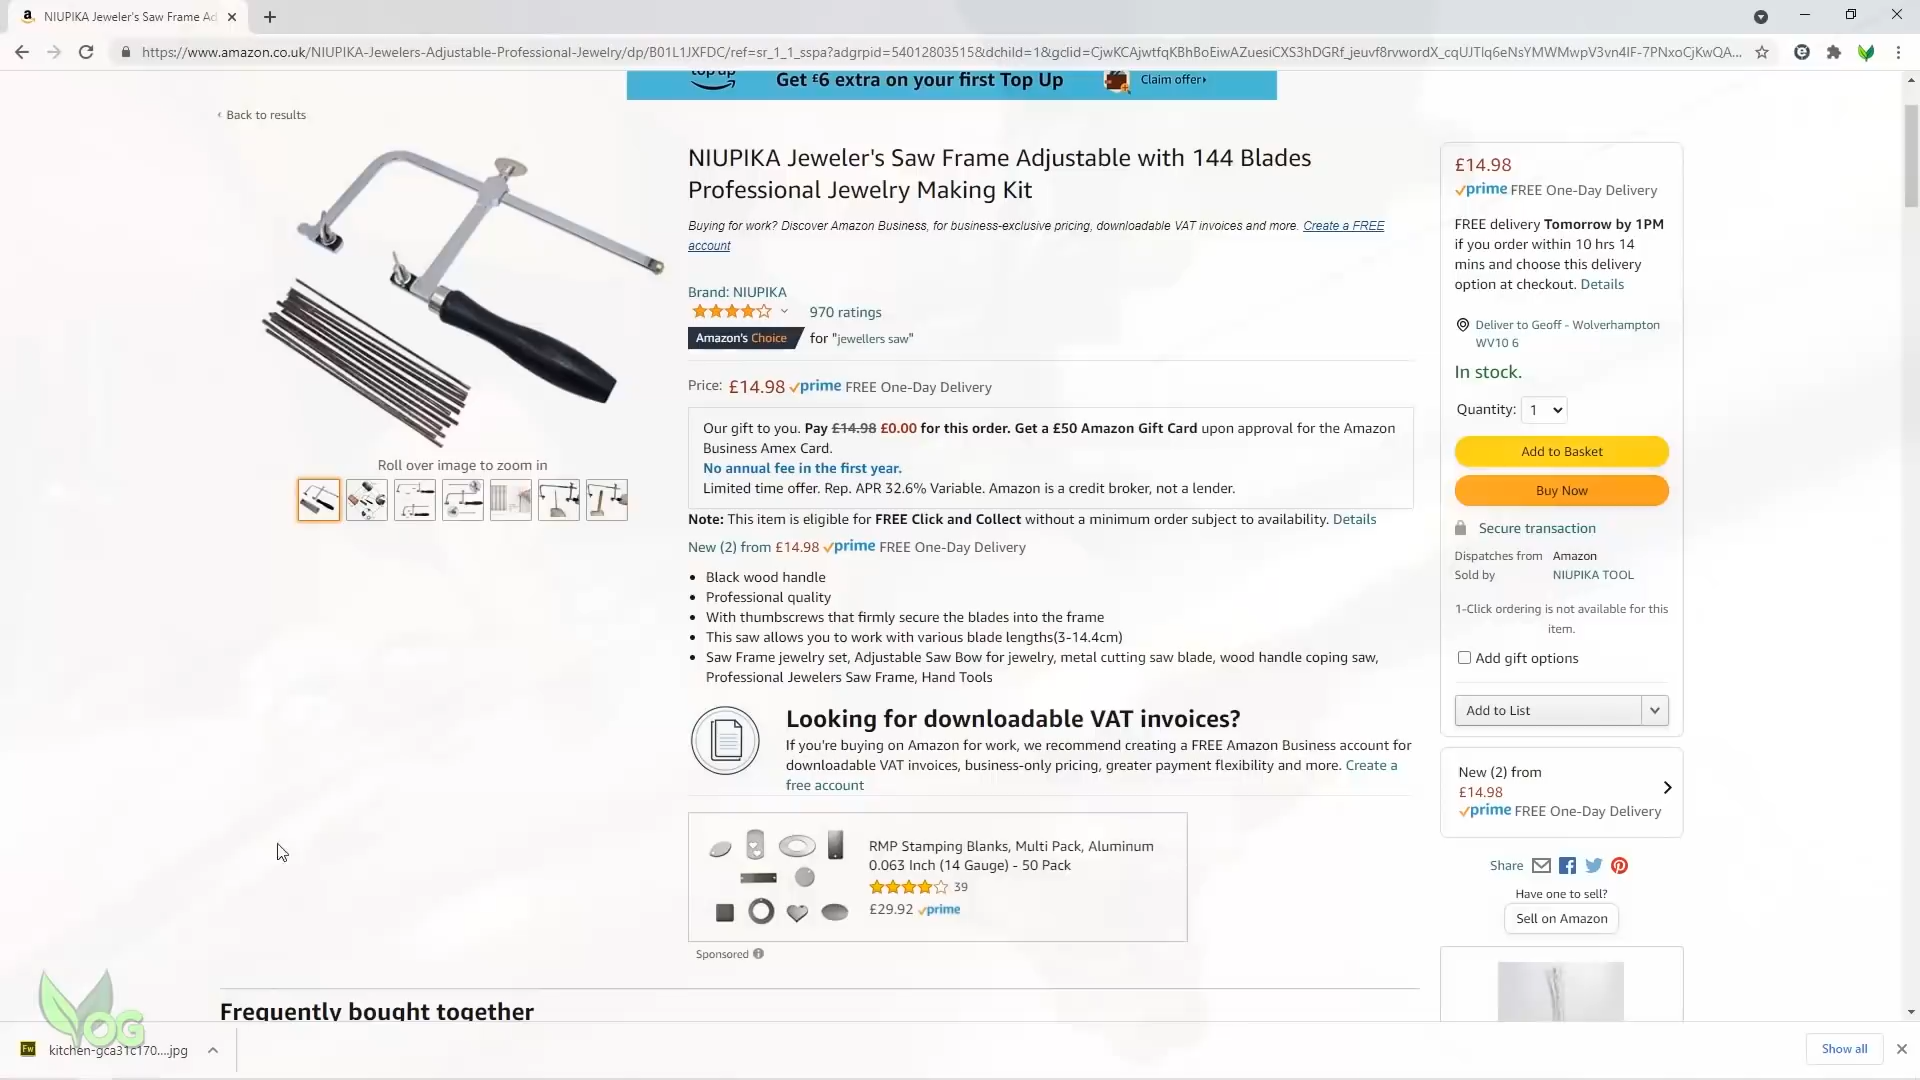 NIUPIKA Jeweler's Saw Frame Ad
https://www.amazon.co.uk/NIUPIKA-Jewelers-Adjustable-Professional-Jewelry/dp/B01L1JXFDC/ref=sr_1_1_sspa?adgrpid=54012803515&dchild=1&gclid=CjwKCAjwtfqKBhBoEiwAZuesiCXS3hDGRf_jeuvf8rvwordX_cqUJTlq6eNsYMWMwpV3vn4IF-7PNxoCjKwQA...
top up
Get £6 extra on your first Top Up
Claim offer
Back to results
NIUPIKA Jeweler's Saw Frame Adjustable with 144 Blades
Professional Jewelry Making Kit
Buying for work? Discover Amazon Business, for business-exclusive pricing, downloadable VAT invoices and more. Create a FREE
account
Brand: NIUPIKA
970 ratings
Amazon's Choice for "jewellers saw"
Price: £14.98 prime FREE One-Day Delivery
Our gift to you. Pay £14.98 £0.00 for this order. Get a £50 Amazon Gift Card upon approval for the Amazon
Business Amex Card.
No annual fee in the first year.
Limited time offer. Rep. APR 32.6% Variable. Amazon is a credit broker, not a lender.
Note: This item is eligible for FREE Click and Collect without a minimum order subject to availability. Details
New (2) from £14.98 prime FREE One-Day Delivery
Black wood handle
Professional quality
With thumbscrews that firmly secure the blades into the frame
This saw allows you to work with various blade lengths(3-14.4cm)
Saw Frame jewelry set, Adjustable Saw Bow for jewelry, metal cutting saw blade, wood handle coping saw,
Professional Jewelers Saw Frame, Hand Tools
Roll over image to zoom in
Looking for downloadable VAT invoices?
If you're buying on Amazon for work, we recommend creating a FREE Amazon Business account for
downloadable VAT invoices, business-only pricing, greater payment flexibility and more. Create a
free account
RMP Stamping Blanks, Multi Pack, Aluminum
0.063 Inch (14 Gauge) - 50 Pack
39
£29.92 prime
Sponsored
Frequently bought together
£14.98
prime FREE One-Day Delivery
FREE delivery Tomorrow by 1PM
if you order within 10 hrs 14
mins and choose this delivery
option at checkout. Details
Deliver to Geoff - Wolverhampton
WV10 6
In stock.
Quantity: 1
Add to Basket
Buy Now
Secure transaction
Dispatches from Amazon
Sold by NIUPIKA TOOL
1-Click ordering is not available for this
item.
Add gift options
Add to List
New (2) from
£14.98
prime FREE One-Day Delivery
Share
Have one to sell?
Sell on Amazon
OG
Fw
kitchen-gca31c170....jpg
Show all